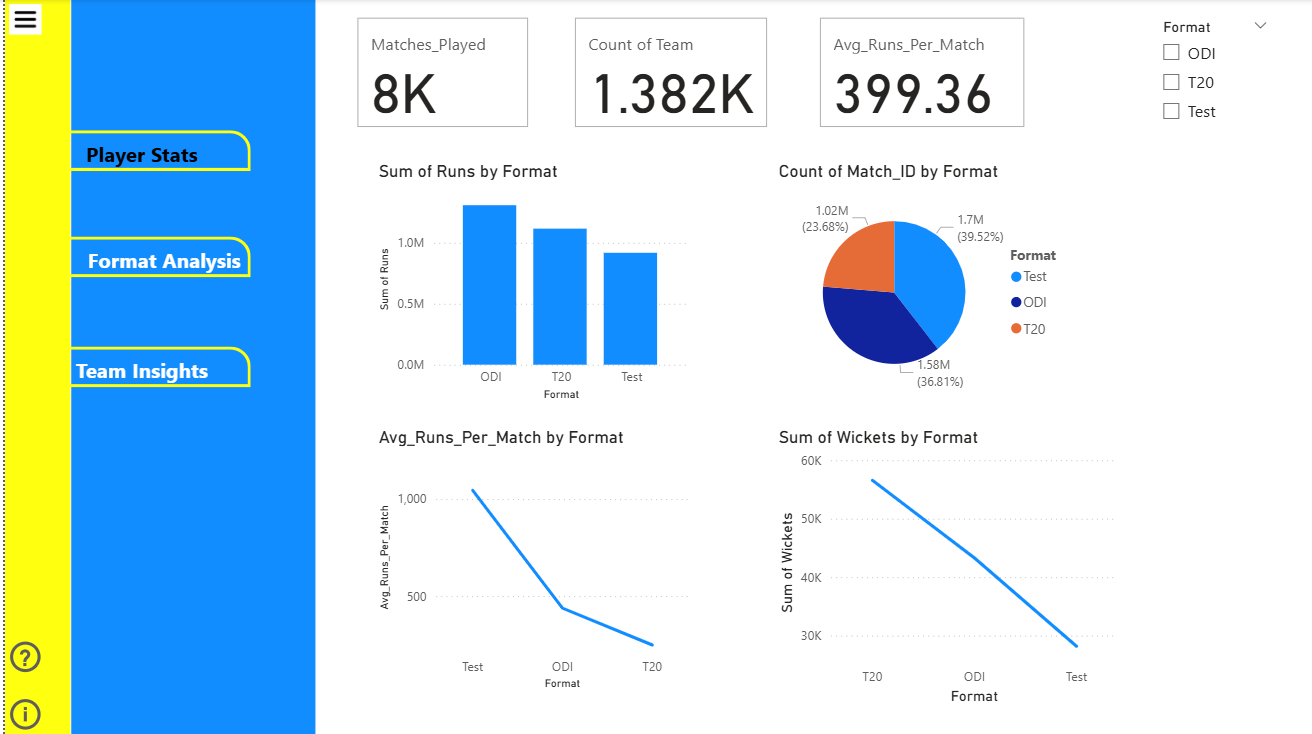 Player Stats
Format Analysis
Team Insights
?
i
Matches_Played
8K
Count of Team
1.382K
Avg_Runs_Per_Match
399.36
Format
ODI
T20
Test
Sum of Runs by Format
Sum of Runs
1.0M
0.5M
0.0M
ODI
T20
Test
Format
Count of Match_ID by Format
1.02M
(23.68%)
1.7M
(39.52%)
1.58M
(36.81%)
Format
Test
ODI
T20
Avg_Runs_Per_Match by Format
Avg_Runs_Per_Match
1,000
500
Test
ODI
T20
Format
Sum of Wickets by Format
Sum of Wickets
60K
50K
40K
30K
T20
ODI
Test
Format